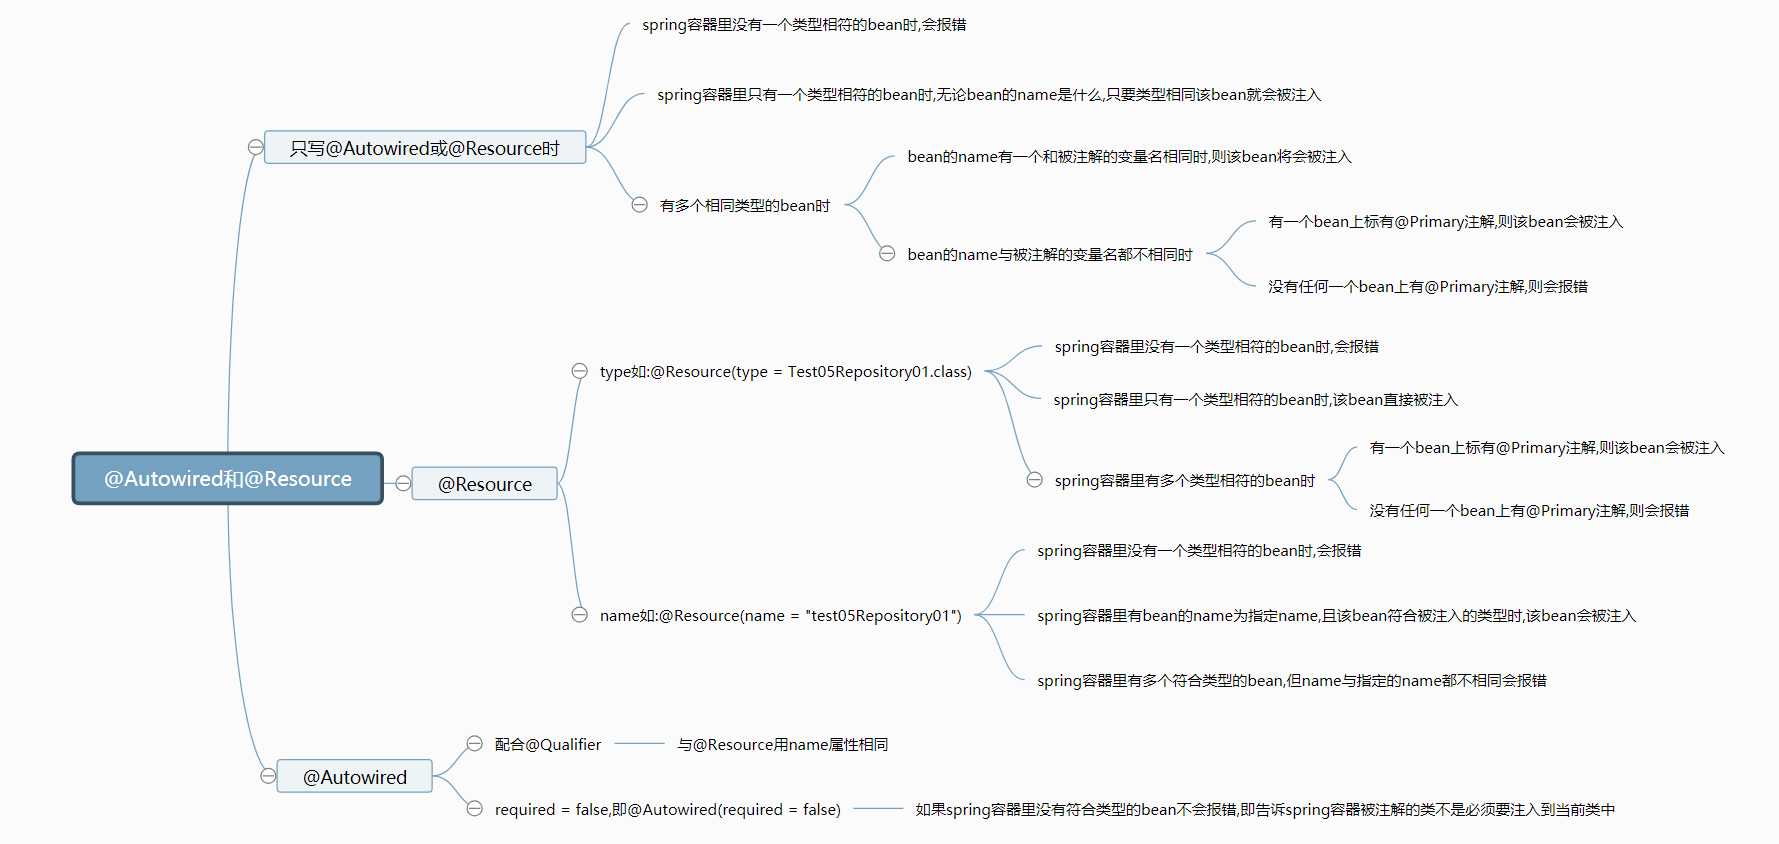 @Autowired和@Resource
只写@Autowired或@Resource时
spring容器里没有一个类型相符的bean时,会报错
spring容器里只有一个类型相符的bean时,无论bean的name是什么,只要类型相同该bean就会被注入
有多个相同类型的bean时
bean的name有一个和被注解的变量名相同时,则该bean将会被注入
bean的name与被注解的变量名都不相同时
有一个bean上标有@Primary注解,则该bean会被注入
没有任何一个bean上有@Primary注解,则会报错
@Resource
type如:@Resource(type = Test05Repository01.class)
spring容器里没有一个类型相符的bean时,会报错
spring容器里只有一个类型相符的bean时,该bean直接被注入
spring容器里有多个类型相符的bean时
有一个bean上标有@Primary注解,则该bean会被注入
没有任何一个bean上有@Primary注解,则会报错
name如:@Resource(name = "test05Repository01")
spring容器里没有一个类型相符的bean时,会报错
spring容器里有bean的name为指定name,且该bean符合被注入的类型时,该bean会被注入
spring容器里有多个符合类型的bean,但name与指定的name都不相同会报错
@Autowired
配合@Qualifier
与@Resource用name属性相同
required = false,即@Autowired(required = false)
如果spring容器里没有符合类型的bean不会报错,即告诉spring容器被注解的类不是必须要注入到当前类中